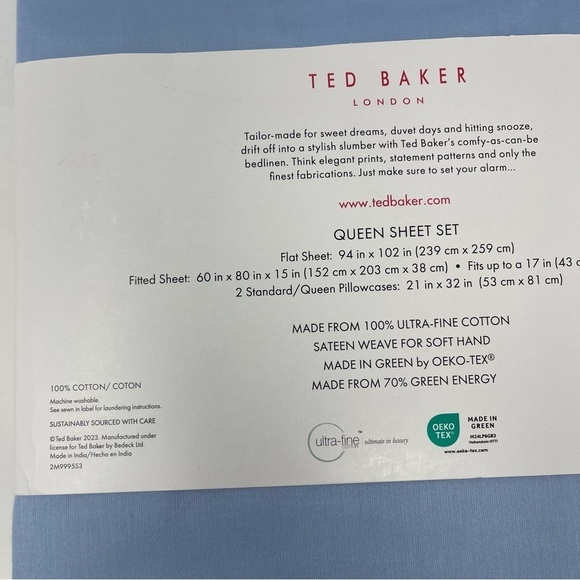 TED BAKER
LONDON
Tailor-made for sweet dreams, duvet days and hitting snooze,
drift off into a stylish slumber with Ted Baker's comfy-as-can-be
bedlinen. Think elegant prints, statement patterns and only the
finest fabrications. Just make sure to set your alarm...
www.tedbaker.com
QUEEN SHEET SET
Flat Sheet: 94 in x 102 in (239 cm x 259 cm)
Fitted Sheet: 60 in x 80 in x 15 in (152 cm x 203 cm x 38 cm) • Fits up to a 17 in (43 c
2 Standard/Queen Pillowcases: 21 in x 32 in (53 cm x 81 cm)
MADE FROM 100% ULTRA-FINE COTTON
SATEEN WEAVE FOR SOFT HAND
MADE IN GREEN by OEKO-TEX®
MADE FROM 70% GREEN ENERGY
100% COTTON/ COTON
Machine washable.
See sewn in label for laundering instructions.
SUSTAINABLY SOURCED WITH CARE
© Ted Baker 2023. Manufactured under
license for Ted Baker by Bedeck Ltd.
Made in India/Hecho en India
2M999553
ultra-fine™ ultimate in luxury
OEKO
TEX®
MADE IN
GREEN
M24LP6GB3
Hohenstein HTTI
www.oeko-tex.com